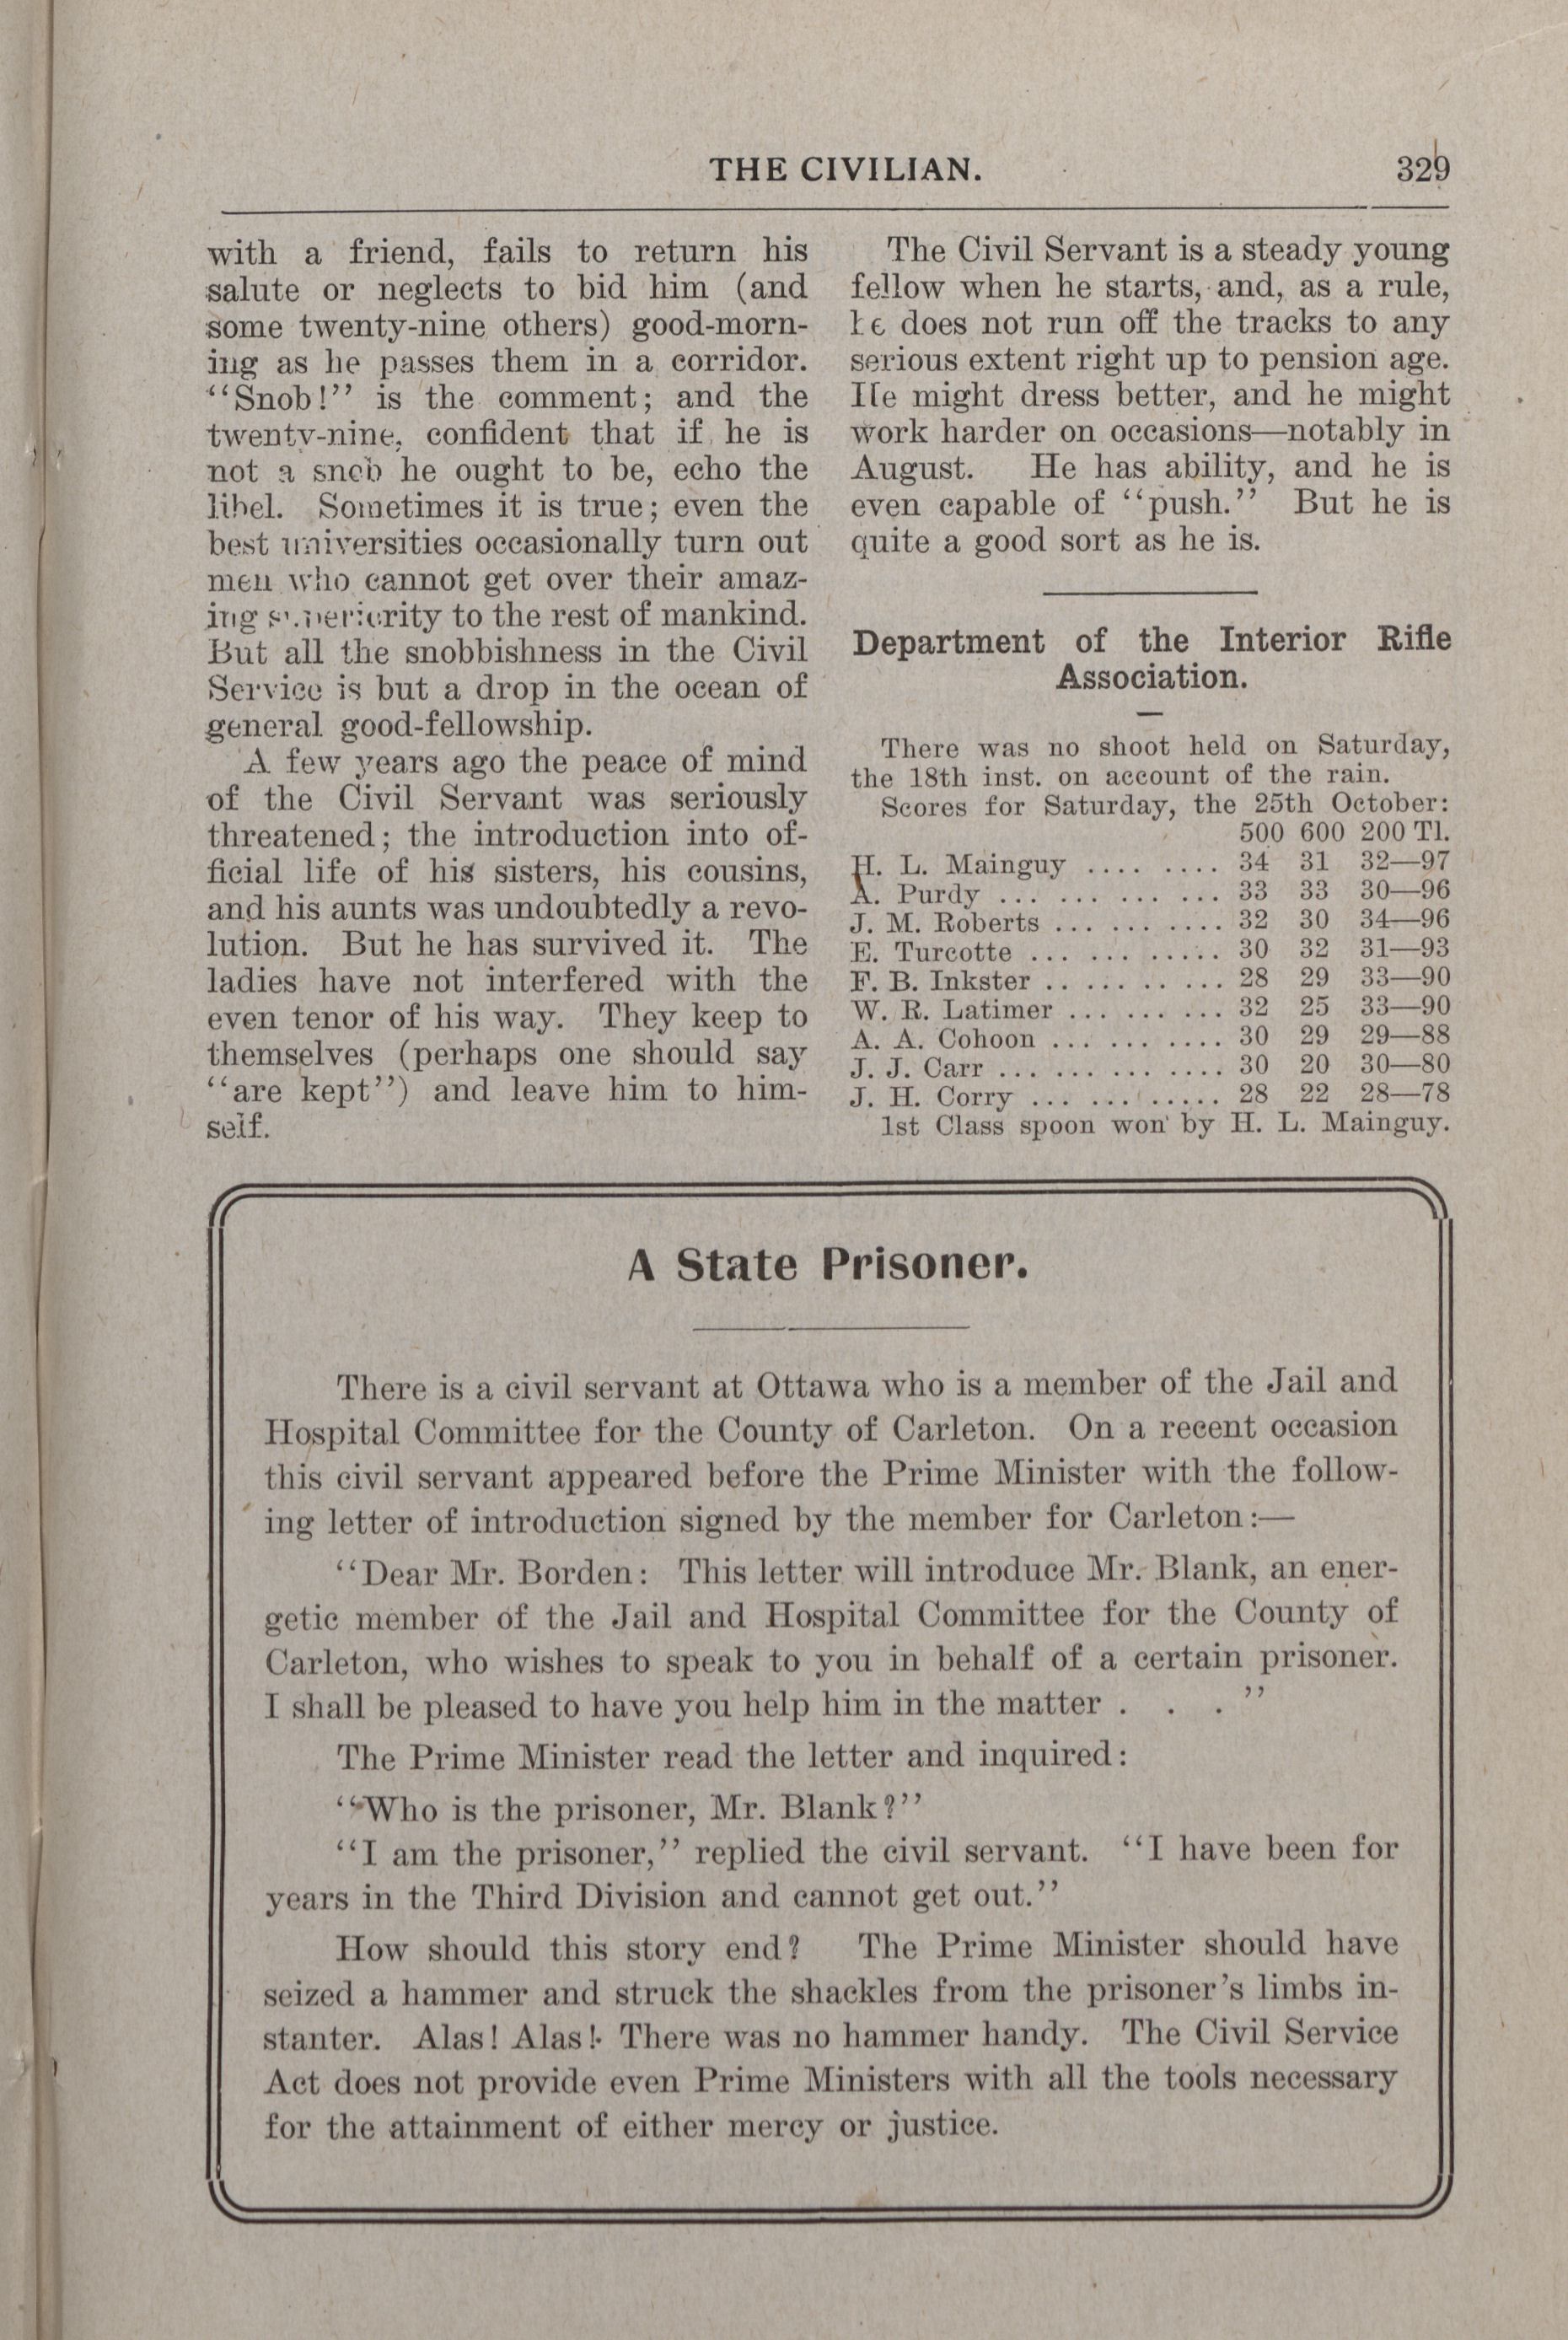 THE CIVILIAN. 329
with a friend, fails to return his
salute or neglects to bid him (and
some twenty-nine others) good-morn-
ing as he passes them in a corridor.
"Snob!" is the comment; and the
twenty-nine, confident that if he is
not a snob he ought to be, echo the
libel. Sometimes it is true; even the
best universities occasionally turn out
men who cannot get over their amaz-
ing superiority to the rest of mankind.
But all the snobbishness in the Civil
Service is but a drop in the ocean of
general good-fellowship.
A few years ago the peace of mind
of the Civil Servant was seriously
threatened; the introduction into of-
ficial life of his sisters, his cousins,
and his aunts was undoubtedly a revo-
lution. But he has survived it. The
ladies have not interfered with the
even tenor of his way. They keep to
themselves (perhaps one should say
"are kept") and leave him to him-
self.
The Civil Servant is a steady young
fellow when he starts, and, as a rule,
he does not run off the tracks to any
serious extent right up to pension age.
He might dress better, and he might
work harder on occasions—notably in
August. He has ability, and he is
even capable of "push." But he is
quite a good sort as he is.
Department of the Interior Rifle
Association.
There was no shoot held on Saturday,
the 18th inst. on account of the rain.
Scores for Saturday, the 25th October:
500 600 200 Tl.
H. L. Mainguy .... .... 34 31 32—97
A. Purdy ... ... ... ... 33 33 30—96
J. M. Roberts ... ... .... 32 30 34—96
E. Turcotte ... ... ..... 30 32 31—93
F. B. Inkster .. ... .. ... 28 29 33—90
W. R. Latimer ... ... ... 32 25 33—90
A. A. Cohoon ... ... .... 30 29 29—88
J. J. Carr ... ... ... .... 30 20 30—80
J. H. Corry ... ... ..... 28 22 28—78
1st Class spoon won by H. L. Mainguy.
A State Prisoner.
There is a civil servant at Ottawa who is a member of the Jail and
Hospital Committee for the County of Carleton. On a recent occasion
this civil servant appeared before the Prime Minister with the follow-
ing letter of introduction signed by the member for Carleton:—
"Dear Mr. Borden: This letter will introduce Mr. Blank, an ener-
getic member of the Jail and Hospital Committee for the County of
Carleton, who wishes to speak to you in behalf of a certain prisoner.
I shall be pleased to have you help him in the matter . . . "
The Prime Minister read the letter and inquired:
"Who is the prisoner, Mr. Blank?"
"I am the prisoner," replied the civil servant. "I have been for
years in the Third Division and cannot get out."
How should this story end? The Prime Minister should have
seized a hammer and struck the shackles from the prisoner's limbs in-
stanter. Alas! Alas! There was no hammer handy. The Civil Service
Act does not provide even Prime Ministers with all the tools necessary
for the attainment of either mercy or justice.